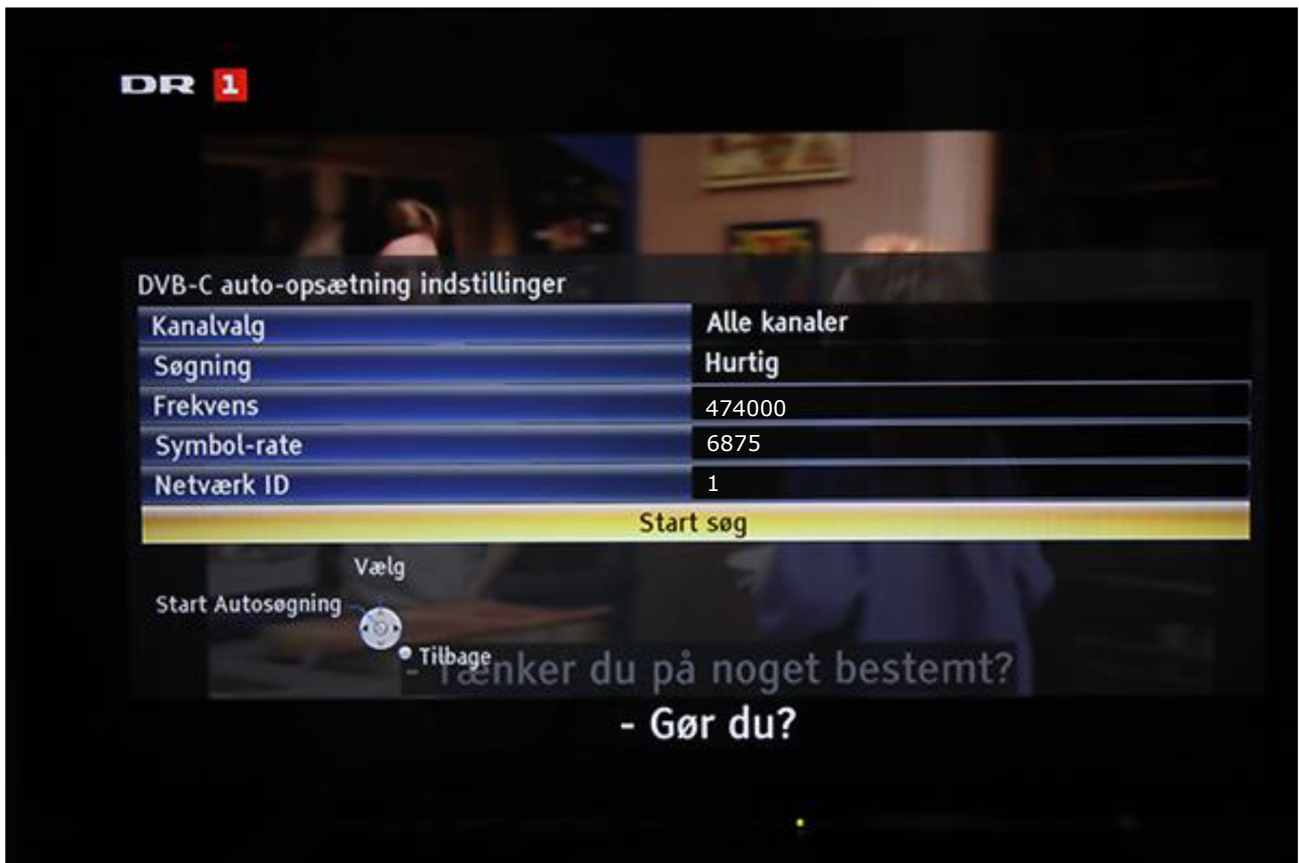 DR 1
DVB-C auto-opsætning indstillinger
Kanalvalg Alle kanaler
Søgning Hurtig
Frekvens 474000
Symbol-rate 6875
Netværk ID 1
Start søg
Vælg
Start Autosøgning
Tilbage
- Tænker du på noget bestemt?
- Gør du?